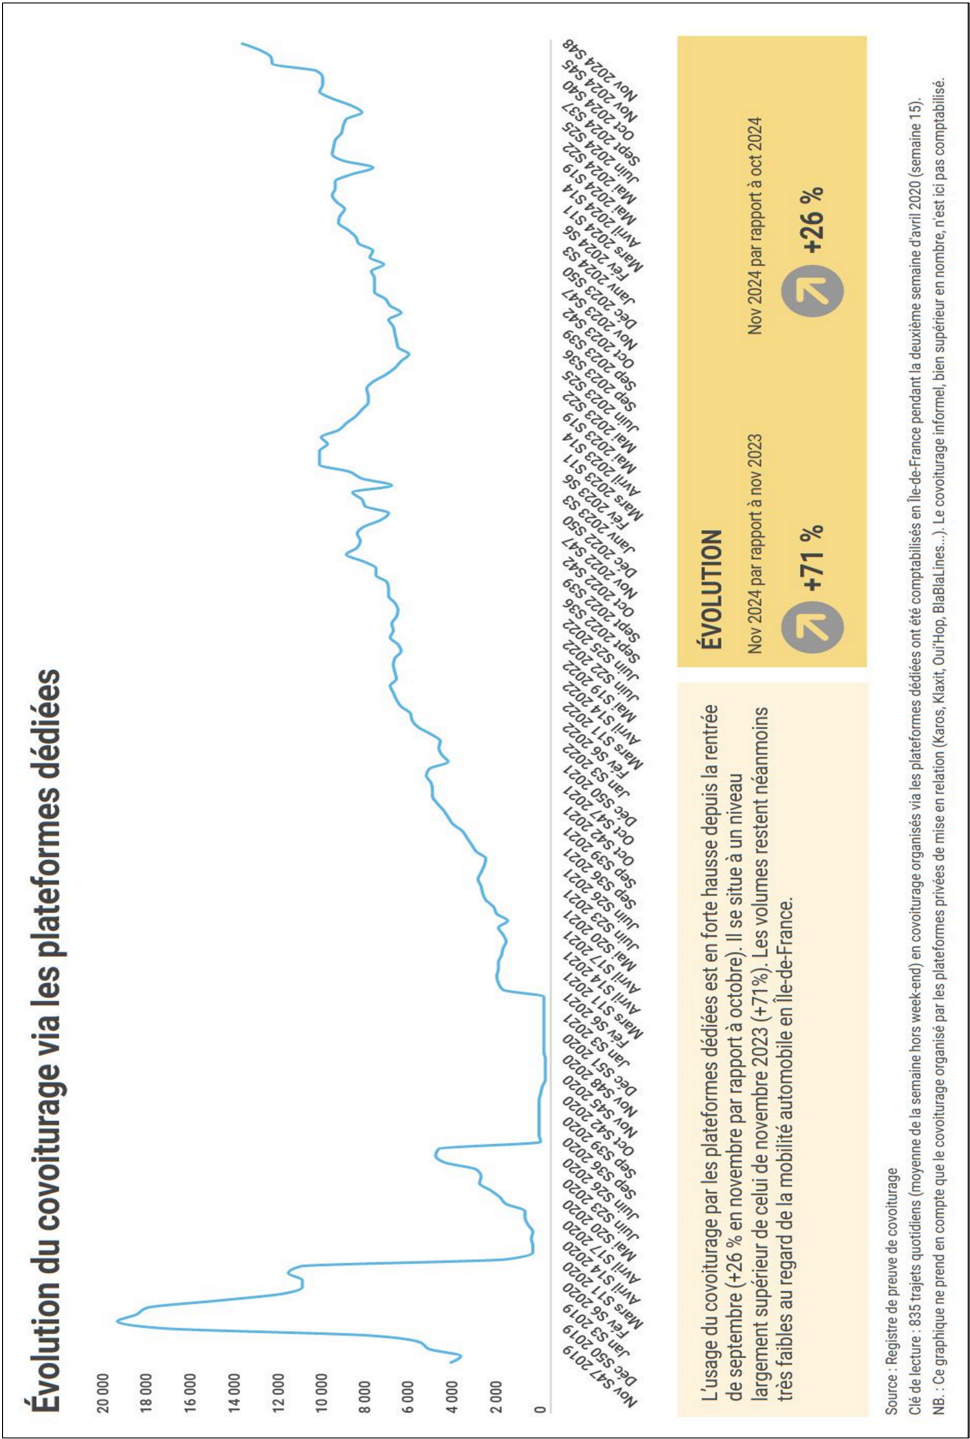 Évolution du covoiturage via les plateformes dédiées
20 000
18 000
16 000
14 000
12 000
10 000
8 000
6 000
4 000
2 000
0
Nov S47 2019
Déc S50 2019
Jan S3 2020
Fév S6 2020
Mars S11 2020
Avril S14 2020
Avril S17 2020
Mai S20 2020
Juin S23 2020
Juin S26 2020
Sep S36 2020
Sep S39 2020
Oct S42 2020
Nov S45 2020
Nov S48 2020
Déc S51 2020
Jan S3 2021
Fév S6 2021
Mars S11 2021
Avril S14 2021
Avril S17 2021
Mai S20 2021
Juin S23 2021
Juin S26 2021
Sep S36 2021
Sep S39 2021
Oct S42 2021
Oct S47 2021
Déc S50 2021
Jan S3 2022
Fév S6 2022
Mars S11 2022
Avril S14 2022
Mai S19 2022
Juin S22 2022
Juin S25 2022
Sept 2022 S36
Sept 2022 S39
Oct 2022 S42
Nov 2022 S47
Déc 2022 S50
Janv 2023 S3
Fév 2023 S6
Mars 2023 S11
Avril 2023 S14
Mai 2023 S19
Mai 2023 S22
Juin 2023 S25
Sep 2023 S36
Sep 2023 S39
Oct 2023 S42
Nov 2023 S47
Déc 2023 S50
Janv 2024 S3
Fév 2024 S6
Mars 2024 S11
Avril 2024 S14
Mai 2024 S19
Mai 2024 S22
Juin 2024 S25
Sept 2024 S37
Oct 2024 S40
Nov 2024 S45
Nov 2024 S48
L'usage du covoiturage par les plateformes dédiées est en forte hausse depuis la rentrée
de septembre (+26 % en novembre par rapport à octobre). Il se situe à un niveau
largement supérieur de celui de novembre 2023 (+71%). Les volumes restent néanmoins
très faibles au regard de la mobilité automobile en Île-de-France.
ÉVOLUTION
Nov 2024 par rapport à nov 2023
+71 %
Nov 2024 par rapport à oct 2024
+26 %
Source : Registre de preuve de covoiturage
Clé de lecture : 835 trajets quotidiens (moyenne de la semaine hors week-end) en covoiturage organisés via les plateformes dédiées ont été comptabilisés en Île-de-France pendant la deuxième semaine d'avril 2020 (semaine 15).
NB. : Ce graphique ne prend en compte que le covoiturage organisé par les plateformes privées de mise en relation (Karos, Klaxit, Oui'Hop, BlaBlaLines...). Le covoiturage informel, bien supérieur en nombre, n'est ici pas comptabilisé.